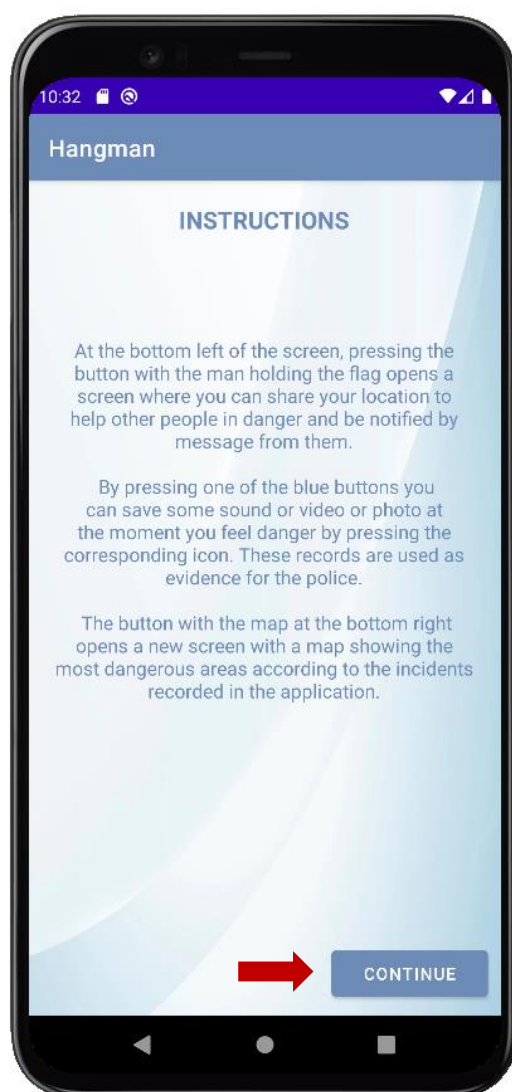 10:32
Hangman
INSTRUCTIONS
At the bottom left of the screen, pressing the
button with the man holding the flag opens a
screen where you can share your location to
help other people in danger and be notified by
message from them.
By pressing one of the blue buttons you
can save some sound or video or photo at
the moment you feel danger by pressing the
corresponding icon. These records are used as
evidence for the police.
The button with the map at the bottom right
opens a new screen with a map showing the
most dangerous areas according to the incidents
recorded in the application.
CONTINUE